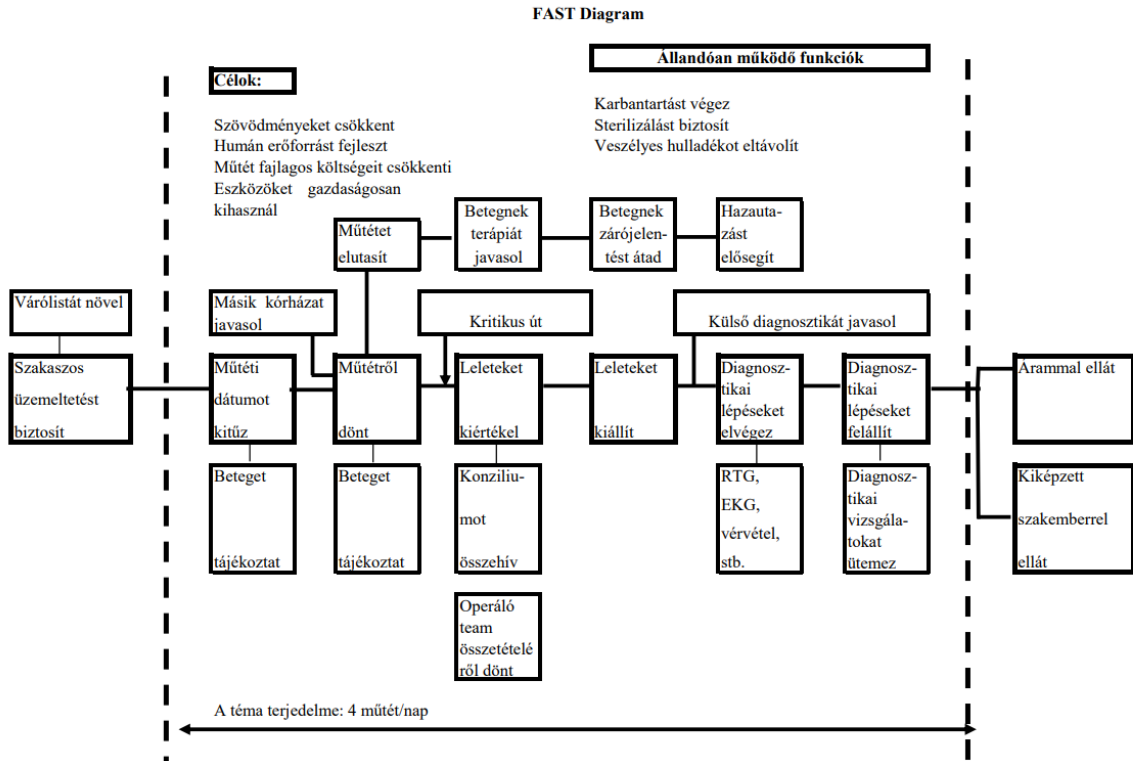 FAST Diagram
Célok:
Szövődményeket csökkent
Humán erőforrást fejleszt
Műtét fajlagos költségeit csökkenti
Eszközöket gazdaságosan
kihasznál
Állandóan működő funkciók
Karbantartást végez
Sterilizálást biztosít
Veszélyes hulladékot eltávolít
Műtétet
elutasít
Betegnek
terápiát
javasol
Betegnek
zárójelen-
tést átad
Hazauta-
zást
elősegít
Várólistát növel
Másik kórházat
javasol
Kritikus út
Külső diagnosztikát javasol
Szakaszos
üzemeltetést
biztosít
Műtéti
dátumot
kitűz
Műtétről
dönt
Leleteket
kiértékel
Leleteket
kiállít
Diagnosz-
tikai
lépéseket
elvégez
Diagnosz-
tikai
lépéseket
felállít
Árammal ellát
Beteget
tájékoztat
Beteget
tájékoztat
Konziliu-
mot
összehív
RTG,
EKG,
vérvétel,
stb.
Diagnosz-
tikai
vizsgála-
tokat
ütemez
Kiképzett
szakemberrel
ellát
Operáló
team
összetételé
ről dönt
A téma terjedelme: 4 műtét/nap